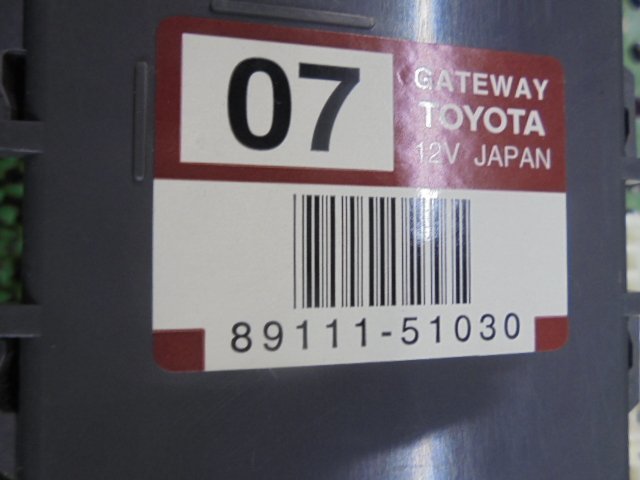 07
GATEWAY
TOYOTA
12V JAPAN
89111-51030